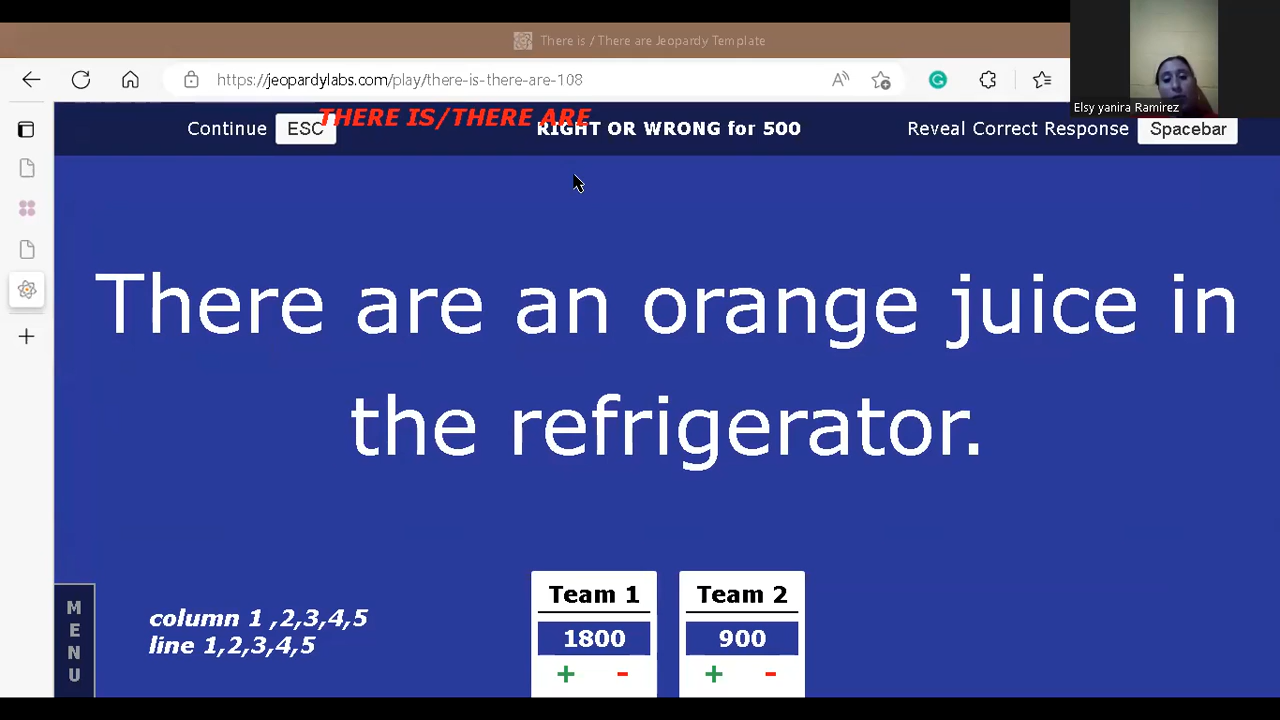 There is / There are Jeopardy Template
https://jeopardylabs.com/play/there-is-there-are-108
Elsy yanira Ramirez
THERE IS/THERE ARE
Continue ESC RIGHT OR WRONG for 500 Reveal Correct Response Spacebar
There are an orange juice in
the refrigerator.
MENU
column 1 ,2,3,4,5
line 1,2,3,4,5
Team 1 Team 2
1800 900
+ - + -